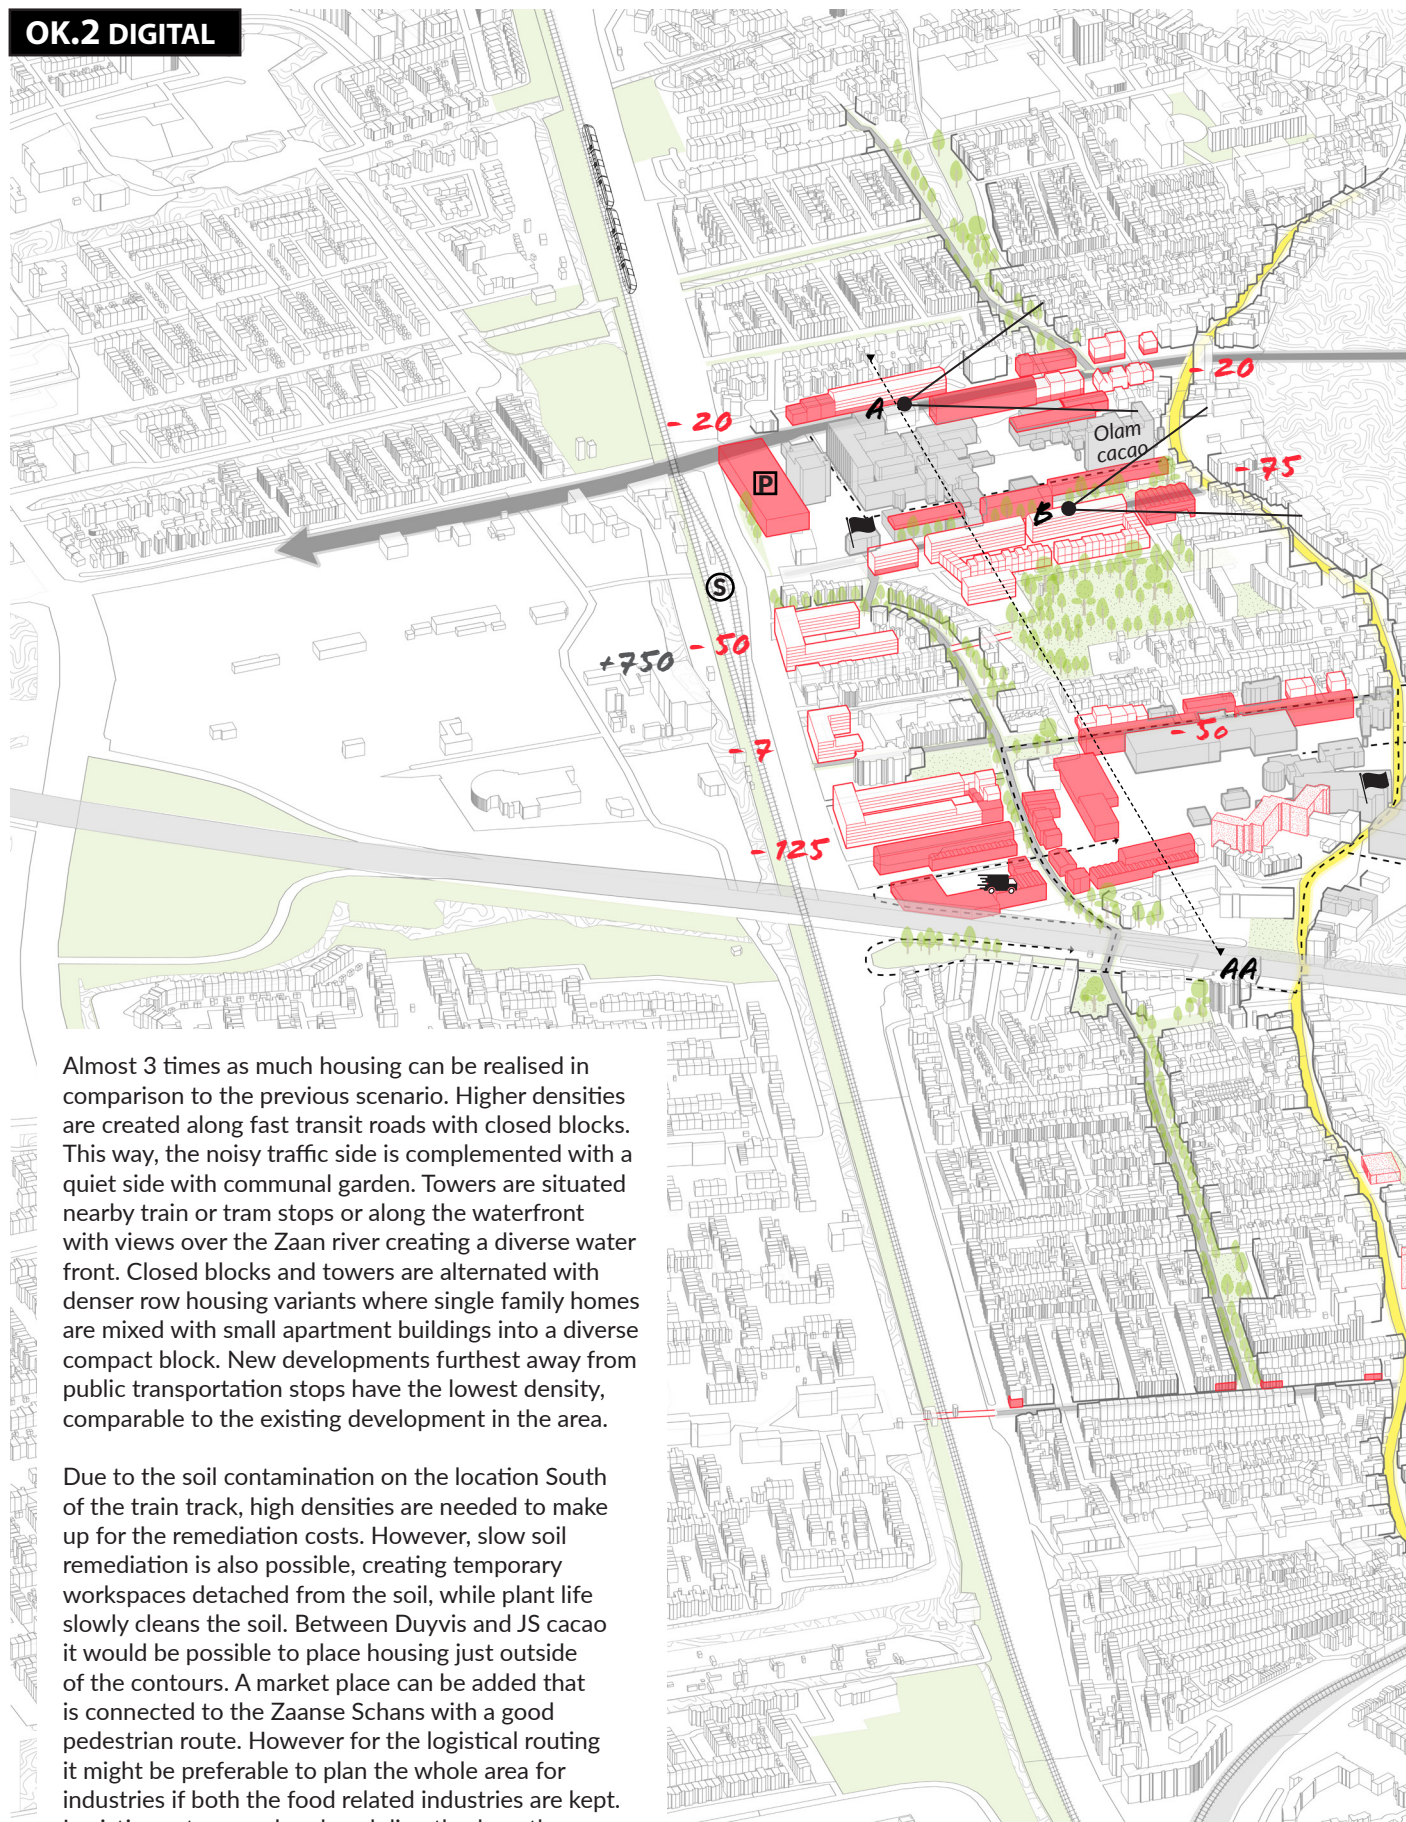 OK.2 DIGITAL
- 20
A
Olam
cacao
- 20
P
- 75
B
S
- 50
+750
- 50
- 7
- 125
AA
Almost 3 times as much housing can be realised in
comparison to the previous scenario. Higher densities
are created along fast transit roads with closed blocks.
This way, the noisy traffic side is complemented with a
quiet side with communal garden. Towers are situated
nearby train or tram stops or along the waterfront
with views over the Zaan river creating a diverse water
front. Closed blocks and towers are alternated with
denser row housing variants where single family homes
are mixed with small apartment buildings into a diverse
compact block. New developments furthest away from
public transportation stops have the lowest density,
comparable to the existing development in the area.
Due to the soil contamination on the location South
of the train track, high densities are needed to make
up for the remediation costs. However, slow soil
remediation is also possible, creating temporary
workspaces detached from the soil, while plant life
slowly cleans the soil. Between Duyvis and JS cacao
it would be possible to place housing just outside
of the contours. A market place can be added that
is connected to the Zaanse Schans with a good
pedestrian route. However for the logistical routing
it might be preferable to plan the whole area for
industries if both the food related industries are kept.